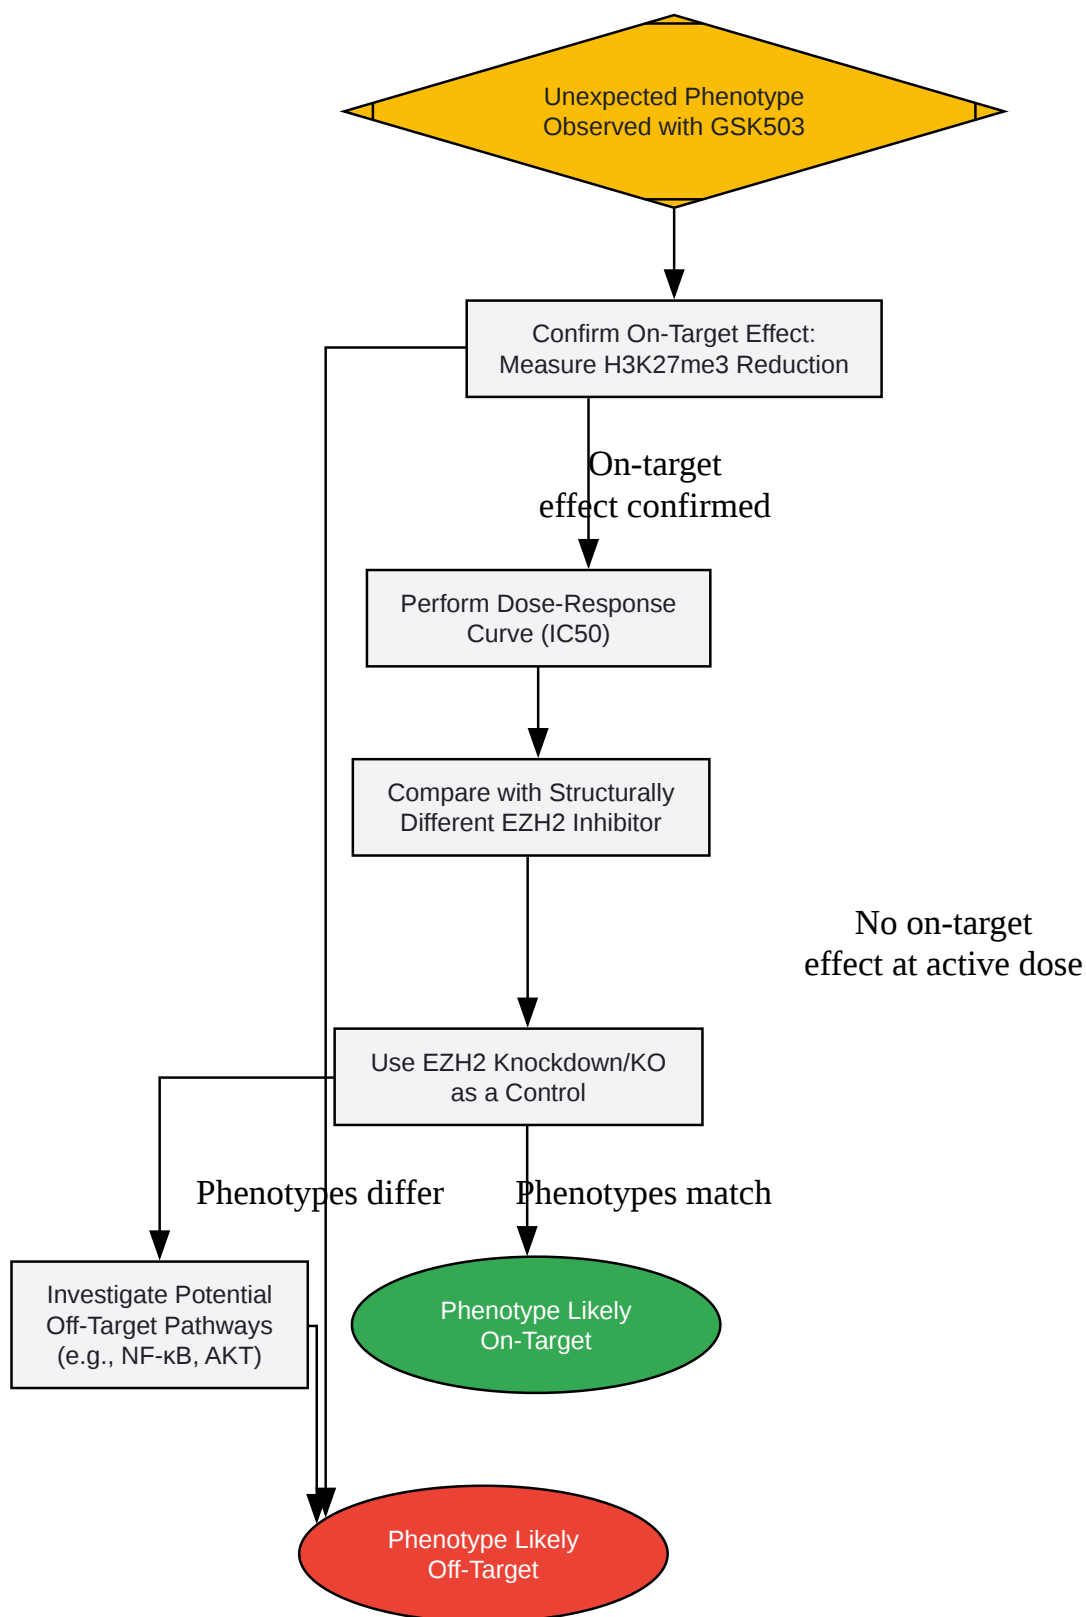 Unexpected Phenotype
Observed with GSK503
Confirm On-Target Effect:
Measure H3K27me3 Reduction
On-target
effect confirmed
Perform Dose-Response
Curve (IC50)
Compare with Structurally
Different EZH2 Inhibitor
No on-target
effect at active dose
Use EZH2 Knockdown/KO
as a Control
Phenotypes differ
Phenotypes match
Investigate Potential
Off-Target Pathways
(e.g., NF-κB, AKT)
Phenotype Likely
On-Target
Phenotype Likely
Off-Target